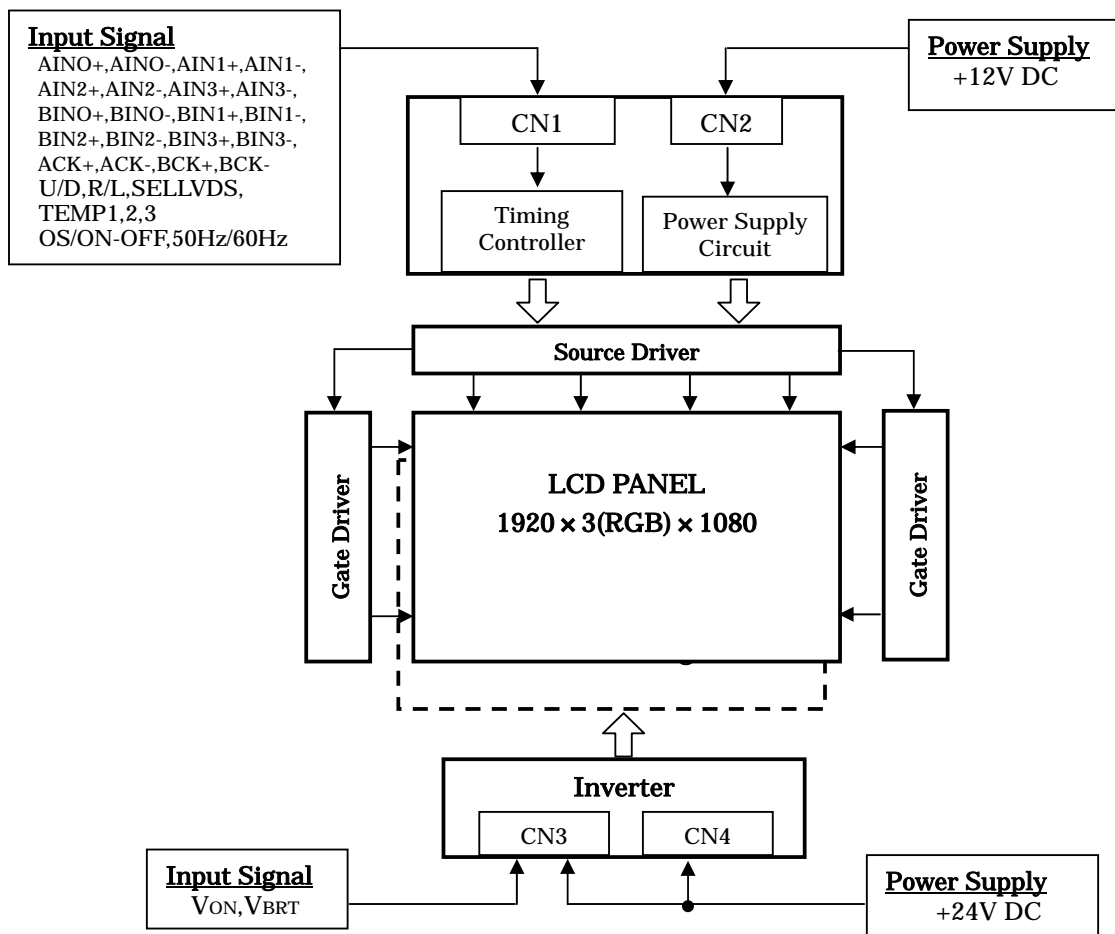 Input Signal
AINO+,AINO-,AIN1+,AIN1-,
AIN2+,AIN2-,AIN3+,AIN3-,
BINO+,BINO-,BIN1+,BIN1-,
BIN2+,BIN2-,BIN3+,BIN3-,
ACK+,ACK-,BCK+,BCK-
U/D,R/L,SELLVDS,
TEMP1,2,3
OS/ON-OFF,50Hz/60Hz
Power Supply
+12V DC
CN1
CN2
Timing
Controller
Power Supply
Circuit
Source Driver
Gate Driver
LCD PANEL
1920 × 3(RGB) × 1080
Gate Driver
Inverter
CN3
CN4
Input Signal
VON,VBRT
Power Supply
+24V DC